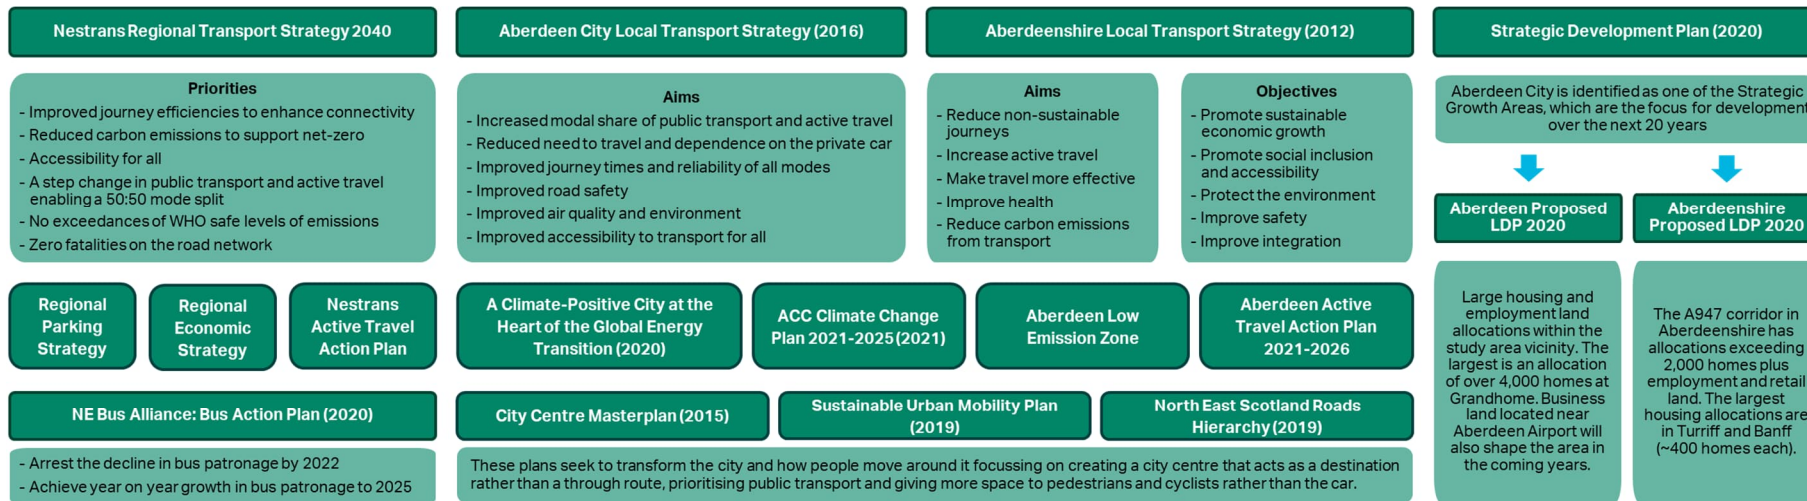 Nestrans Regional Transport Strategy 2040
Priorities
- Improved journey efficiencies to enhance connectivity
- Reduced carbon emissions to support net-zero
- Accessibility for all
- A step change in public transport and active travel
enabling a 50:50 mode split
- No exceedances of WHO safe levels of emissions
- Zero fatalities on the road network
Regional
Parking
Strategy
Regional
Economic
Strategy
Nestrans
Active Travel
Action Plan
NE Bus Alliance: Bus Action Plan (2020)
- Arrest the decline in bus patronage by 2022
- Achieve year on year growth in bus patronage to 2025
Aberdeen City Local Transport Strategy (2016)
Aims
- Increased modal share of public transport and active travel
- Reduced need to travel and dependence on the private car
- Improved journey times and reliability of all modes
- Improved road safety
- Improved air quality and environment
- Improved accessibility to transport for all
Aberdeenshire Local Transport Strategy (2012)
Aims
- Reduce non-sustainable
journeys
- Increase active travel
- Make travel more effective
- Improve health
- Reduce carbon emissions
from transport
Objectives
- Promote sustainable
economic growth
- Promote social inclusion
and accessibility
- Protect the environment
- Improve safety
- Improve integration
A Climate-Positive City at the
Heart of the Global Energy
Transition (2020)
ACC Climate Change
Plan 2021-2025 (2021)
Aberdeen Low
Emission Zone
Aberdeen Active
Travel Action Plan
2021-2026
City Centre Masterplan (2015)
Sustainable Urban Mobility Plan
(2019)
North East Scotland Roads
Hierarchy (2019)
These plans seek to transform the city and how people move around it focussing on creating a city centre that acts as a destination
rather than a through route, prioritising public transport and giving more space to pedestrians and cyclists rather than the car.
Strategic Development Plan (2020)
Aberdeen City is identified as one of the Strategic
Growth Areas, which are the focus for development
over the next 20 years
Aberdeen Proposed
LDP 2020
Large housing and
employment land
allocations within the
study area vicinity. The
largest is an allocation
of over 4,000 homes at
Grandhome. Business
land located near
Aberdeen Airport will
also shape the area in
the coming years.
Aberdeenshire
Proposed LDP 2020
The A947 corridor in
Aberdeenshire has
allocations exceeding
2,000 homes plus
employment and retail
land. The largest
housing allocations are
in Turriff and Banff
(~400 homes each).